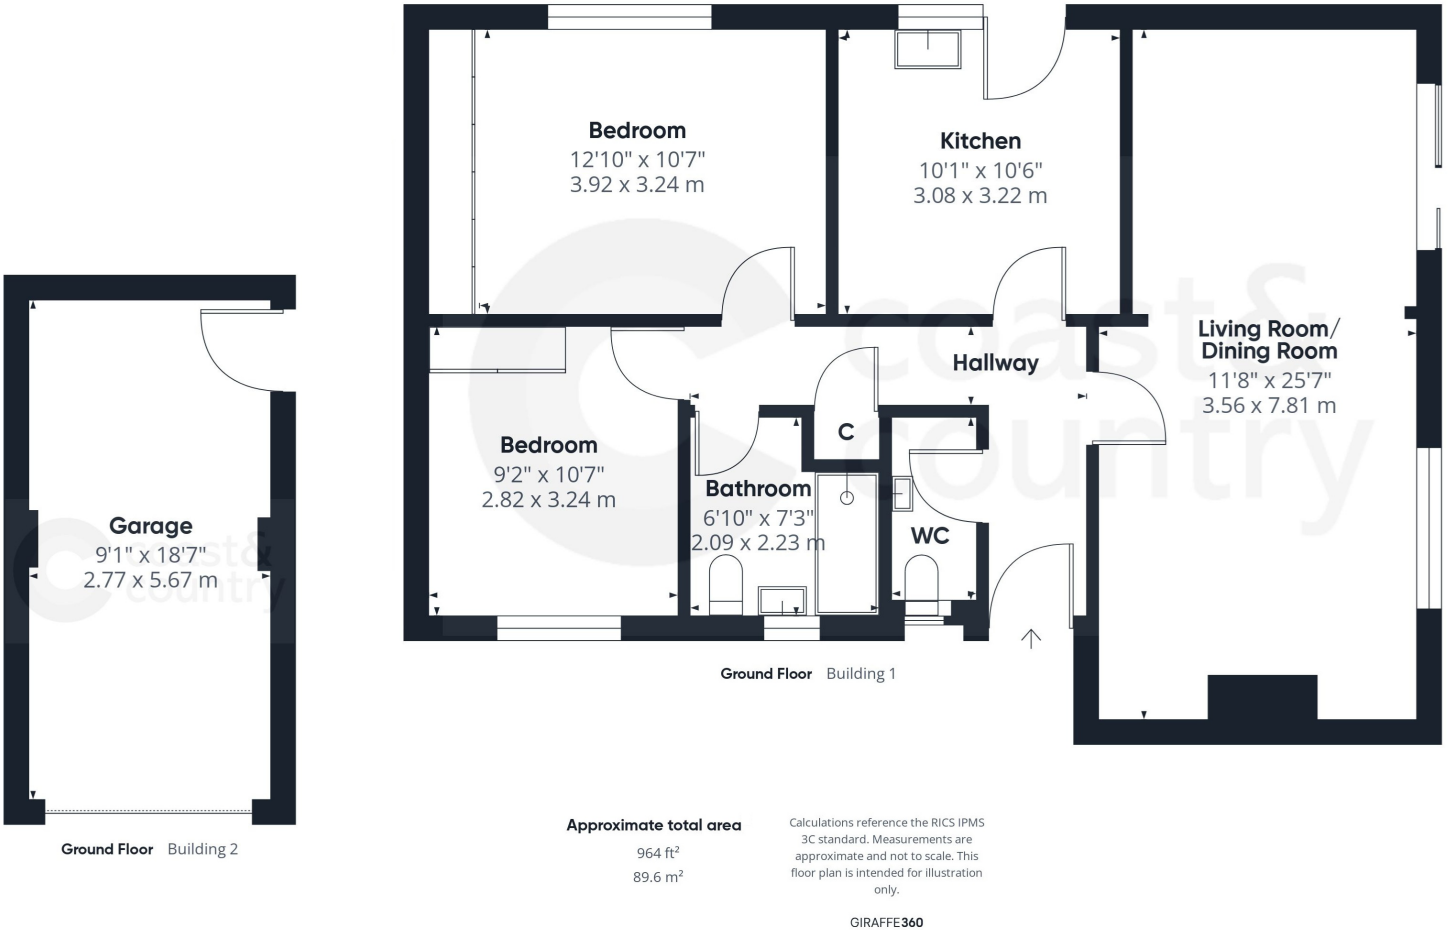 Bedroom
12'10" x 10'7"
3.92 x 3.24 m
Kitchen
10'1" x 10'6"
3.08 x 3.22 m
Living Room/
Dining Room
11'8" x 25'7"
3.56 x 7.81 m
Hallway
C
Bedroom
9'2" x 10'7"
2.82 x 3.24 m
Bathroom
6'10" x 7'3"
2.09 x 2.23 m
WC
coast &
country
Ground Floor Building 1
Garage
9'1" x 18'7"
2.77 x 5.67 m
coast &
country
Ground Floor Building 2
Approximate total area
964 ft²
89.6 m²
Calculations reference the RICS IPMS
3C standard. Measurements are
approximate and not to scale. This
floor plan is intended for illustration
only.
GIRAFFE360